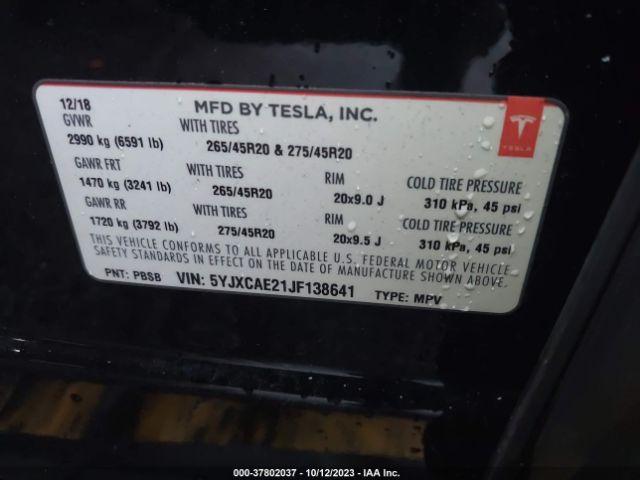 12/18 MFD BY TESLA, INC.
GVWR WITH TIRES
2990 kg (6591 lb) 265/45R20 & 275/45R20
TESLA
GAWR FRT WITH TIRES RIM COLD TIRE PRESSURE
1470 kg (3241 lb) 265/45R20 20x9.0 J 310 kPa, 45 psi
GAWR RR WITH TIRES RIM COLD TIRE PRESSURE
1720 kg (3792 lb) 275/45R20 20x9.5 J 310 kPa, 45 psi
THIS VEHICLE CONFORMS TO ALL APPLICABLE U.S. FEDERAL MOTOR VEHICLE
SAFETY STANDARDS IN EFFECT ON THE DATE OF MANUFACTURE SHOWN ABOVE.
PNT: PBSB VIN: 5YJXCAE21JF138641 TYPE: MPV
000-37802037 - 10/12/2023 - IAA Inc.